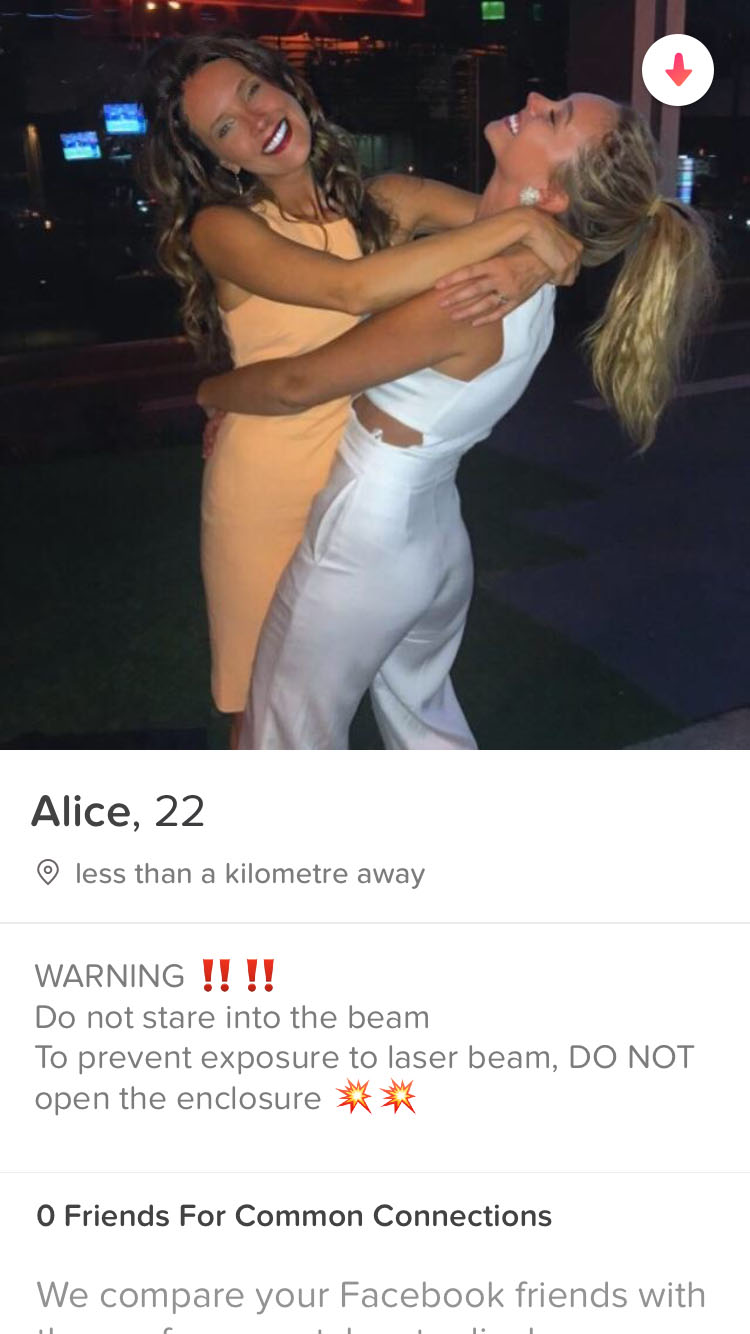 Alice, 22
less than a kilometre away
WARNING ‼️ ‼️
Do not stare into the beam
To prevent exposure to laser beam, DO NOT
open the enclosure 💥 💥
0 Friends For Common Connections
We compare your Facebook friends with